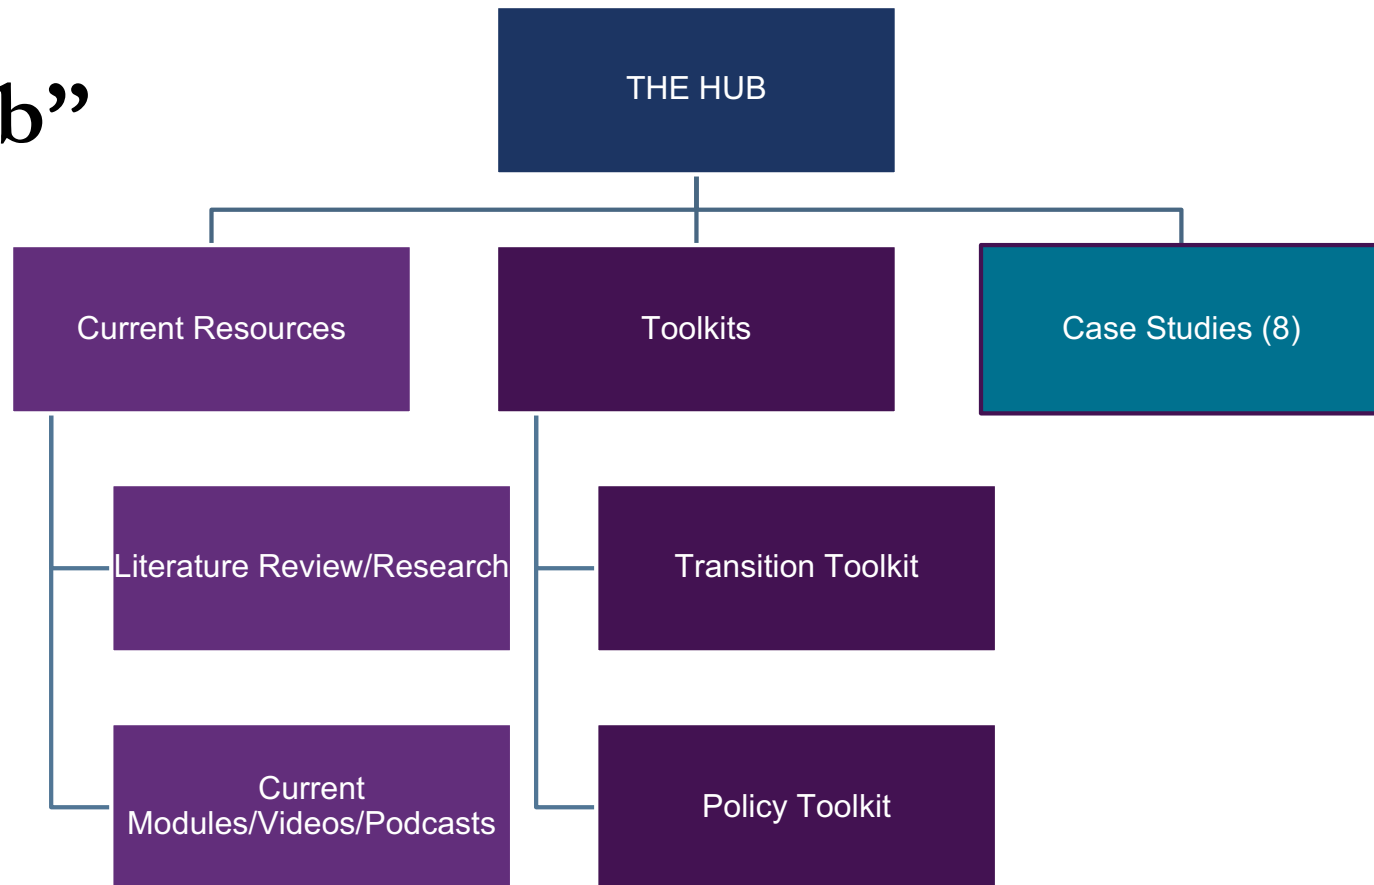 b”
THE HUB
Current Resources
Toolkits
Case Studies (8)
Literature Review/Research
Transition Toolkit
Current
Modules/Videos/Podcasts
Policy Toolkit